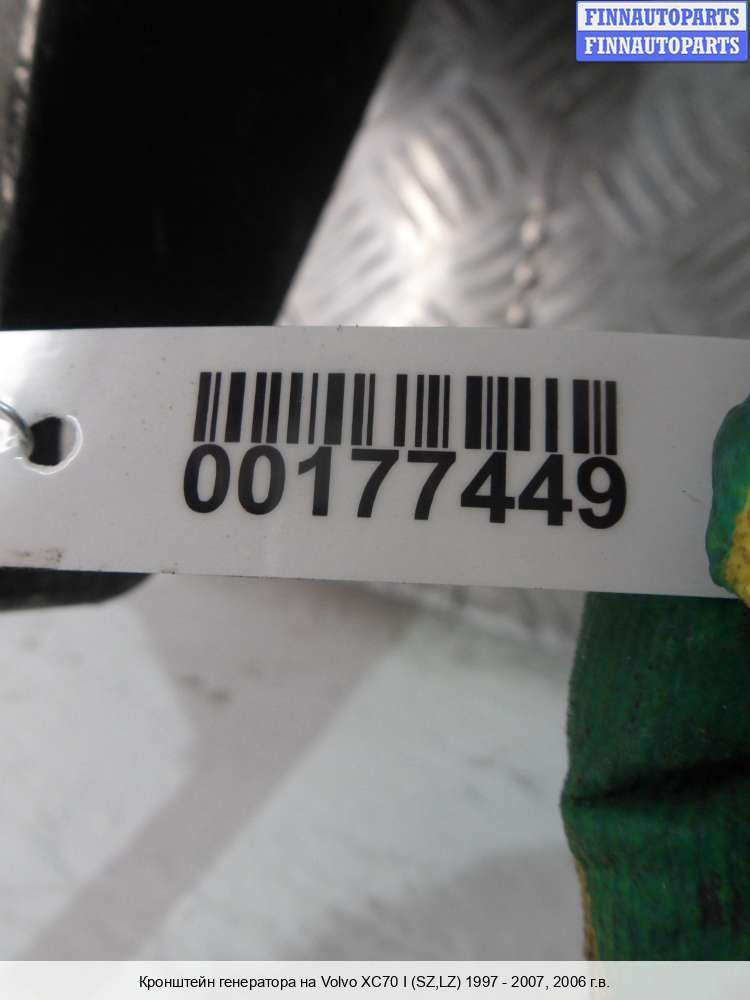 FINNAUTOPARTS
FINNAUTOPARTS
00177449
Кронштейн генератора на Volvo XC70 I (SZ,LZ) 1997 - 2007, 2006 г.в.